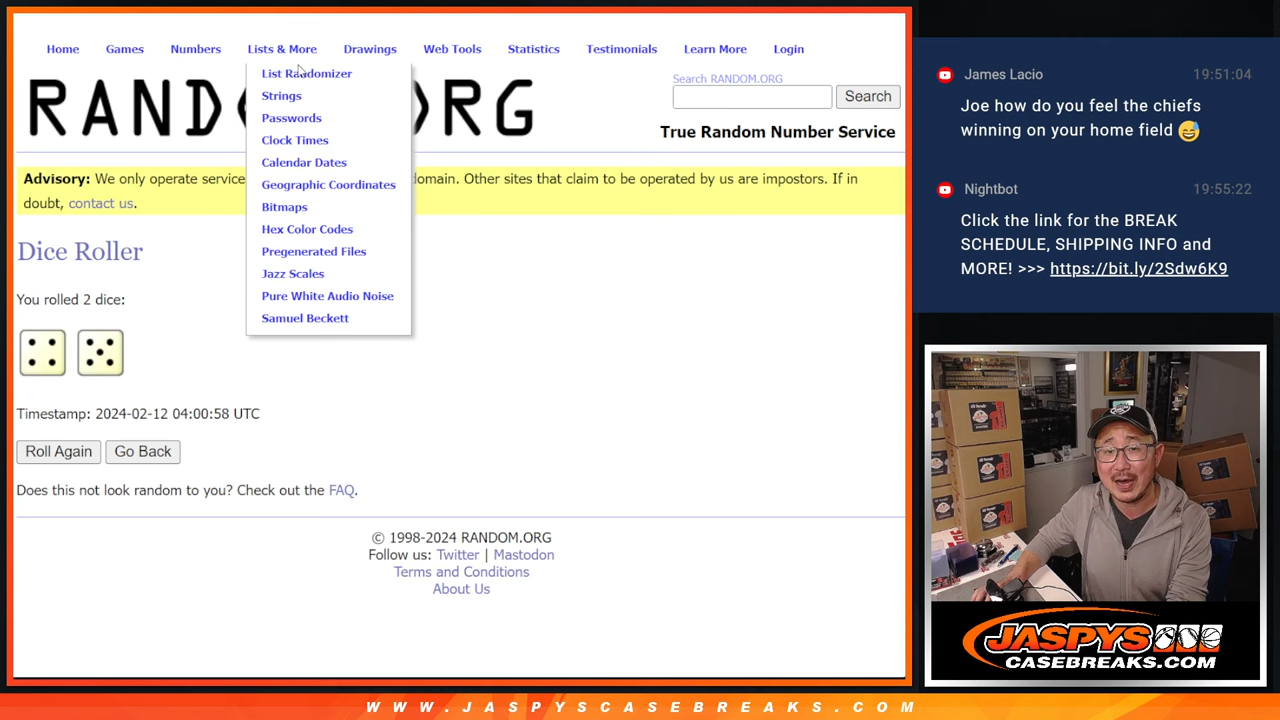 Home Games Numbers Lists & More Drawings Web Tools Statistics Testimonials Learn More Login
List Randomizer
Strings
Passwords
Clock Times
Calendar Dates
Geographic Coordinates
Bitmaps
Hex Color Codes
Pregenerated Files
Jazz Scales
Pure White Audio Noise
Samuel Beckett
RAND ORG
Search RANDOM.ORG
Search
True Random Number Service
Advisory: We only operate service omain. Other sites that claim to be operated by us are impostors. If in
doubt, contact us.
Dice Roller
You rolled 2 dice:
Timestamp: 2024-02-12 04:00:58 UTC
Roll Again Go Back
Does this not look random to you? Check out the FAQ.
© 1998-2024 RANDOM.ORG
Follow us: Twitter | Mastodon
Terms and Conditions
About Us
James Lacio 19:51:04
Joe how do you feel the chiefs
winning on your home field 😅
Nightbot 19:55:22
Click the link for the BREAK
SCHEDULE, SHIPPING INFO and
MORE! >>> https://bit.ly/2Sdw6K9
JASPYS
CASEBREAKS.COM
WWW.JASPYSCASEBREAKS.COM